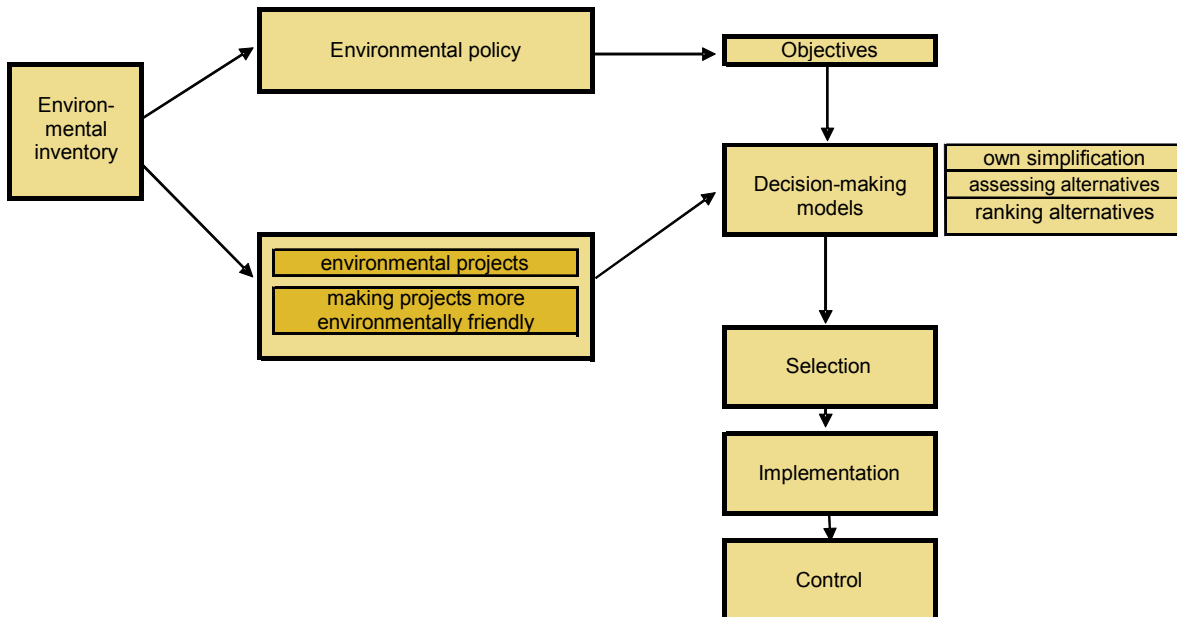 Environmental policy
Objectives
Environ-
mental
inventory
Decision-making
models
own simplification
assessing alternatives
ranking alternatives
environmental projects
making projects more
environmentally friendly
Selection
Implementation
Control